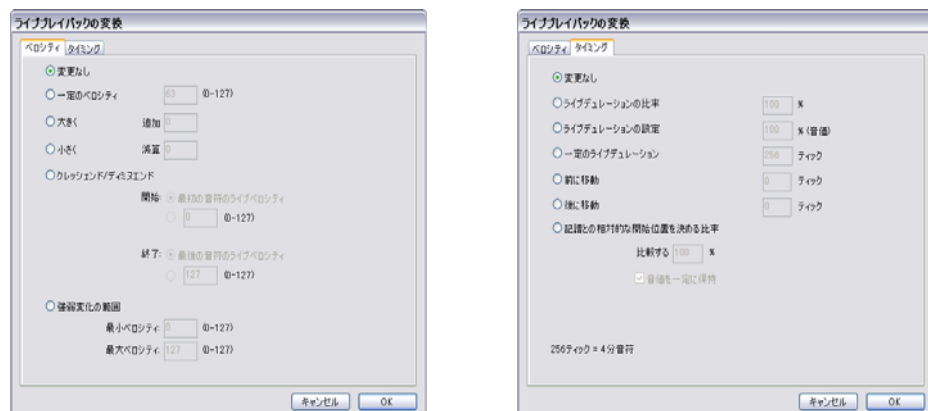 ライブプレイバックの変換
ベロシティ タイミング
変更なし
一定のベロシティ 63 (0-127)
大きく 追加 0
小さく 減算 0
クレッシェンド/ディミヌエンド
開始: 最初の音符のライブベロシティ
0 (0-127)
終了: 最後の音符のライブベロシティ
127 (0-127)
強弱変化の範囲
最小ベロシティ: 0 (0-127)
最大ベロシティ: 127 (0-127)
キャンセル OK
ライブプレイバックの変換
ベロシティ タイミング
変更なし
ライブデュレーションの比率 100 %
ライブデュレーションの設定 100 % (音価)
一定のライブデュレーション 256 ティック
前に移動 0 ティック
後に移動 0 ティック
記譜との相対的な開始位置を決める比率
比較する 100 %
音価を一定に保持
256ティック = 4分音符
キャンセル OK